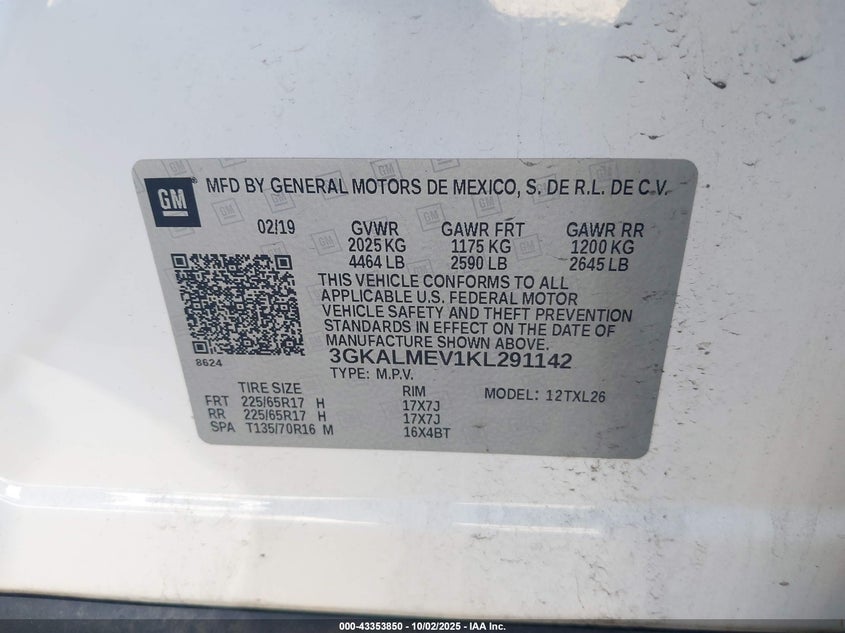 GM ® MFD BY GENERAL MOTORS DE MEXICO, S. DE R.L. DE C.V.
02/19 GVWR GAWR FRT GAWR RR
2025 KG 1175 KG 1200 KG
4464 LB 2590 LB 2645 LB
THIS VEHICLE CONFORMS TO ALL
APPLICABLE U.S. FEDERAL MOTOR
VEHICLE SAFETY AND THEFT PREVENTION
STANDARDS IN EFFECT ON THE DATE OF
MANUFACTURE SHOWN ABOVE.
8624
3GKALMEV1KL291142
TYPE: M.P.V.
TIRE SIZE RIM MODEL: 12TXL26
FRT 225/65R17 H 17X7J
RR 225/65R17 H 17X7J
SPA T135/70R16 M 16X4BT
000-43353850 - 10/02/2025 - IAA Inc.